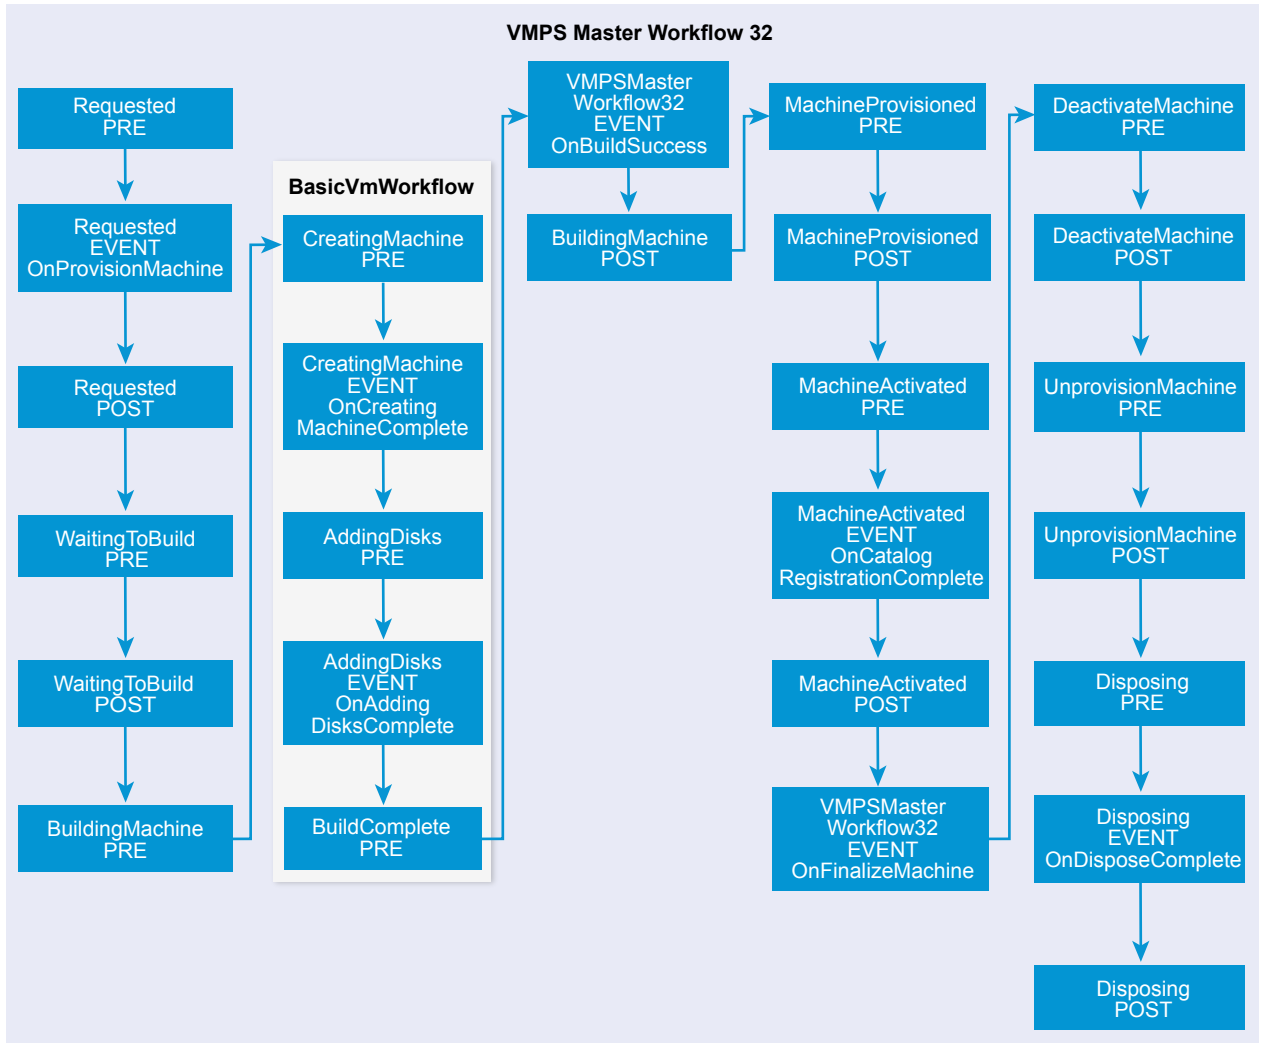 VMPS Master Workflow 32
Requested
PRE
Requested
EVENT
OnProvisionMachine
Requested
POST
WaitingToBuild
PRE
WaitingToBuild
POST
BuildingMachine
PRE
BasicVmWorkflow
CreatingMachine
PRE
CreatingMachine
EVENT
OnCreating
MachineComplete
AddingDisks
PRE
AddingDisks
EVENT
OnAdding
DisksComplete
BuildComplete
PRE
VMPSMaster
Workflow32
EVENT
OnBuildSuccess
BuildingMachine
POST
MachineProvisioned
PRE
MachineProvisioned
POST
MachineActivated
PRE
MachineActivated
EVENT
OnCatalog
RegistrationComplete
MachineActivated
POST
VMPSMaster
Workflow32
EVENT
OnFinalizeMachine
DeactivateMachine
PRE
DeactivateMachine
POST
UnprovisionMachine
PRE
UnprovisionMachine
POST
Disposing
PRE
Disposing
EVENT
OnDisposeComplete
Disposing
POST